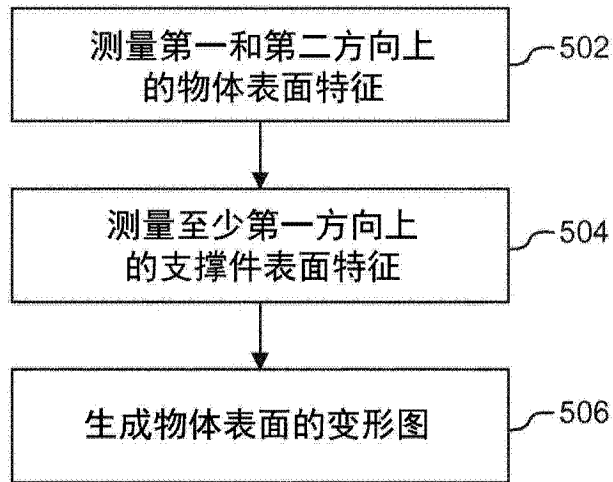 测量第一和第二方向上
的物体表面特征
502
测量至少第一方向上
的支撑件表面特征
504
生成物体表面的变形图
506